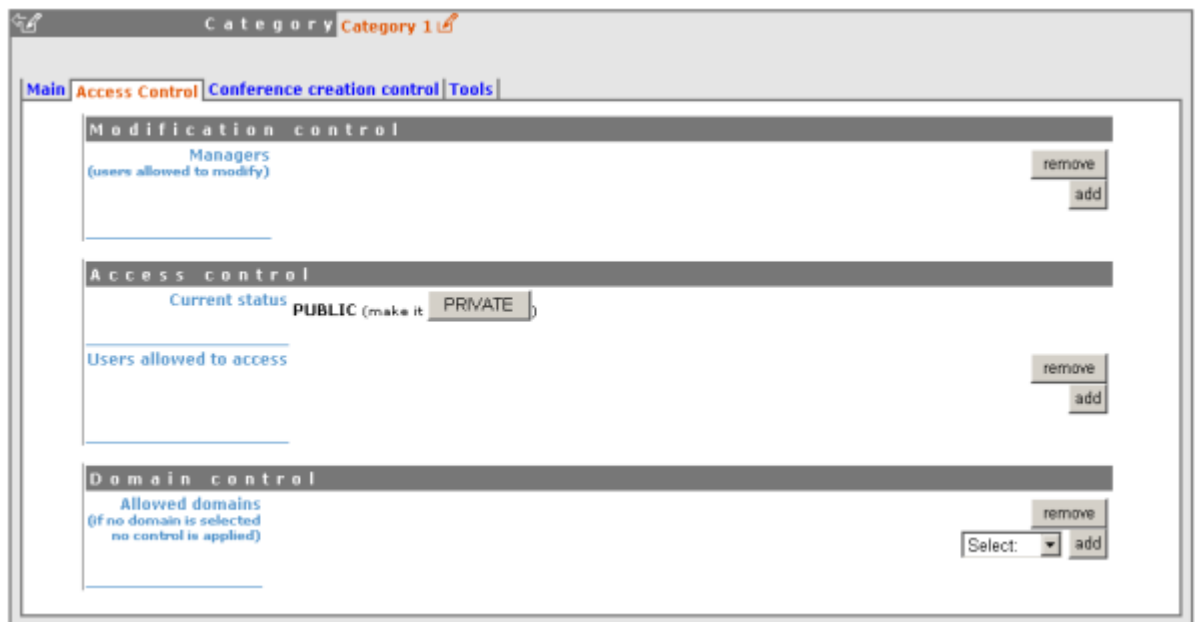 Category Category 1
Main Access Control Conference creation control Tools
Modification control
Managers
(users allowed to modify)
remove
add
Access control
Current status PUBLIC (make it PRIVATE )
Users allowed to access
remove
add
Domain control
Allowed domains
(if no domain is selected
no control is applied)
remove
Select: add